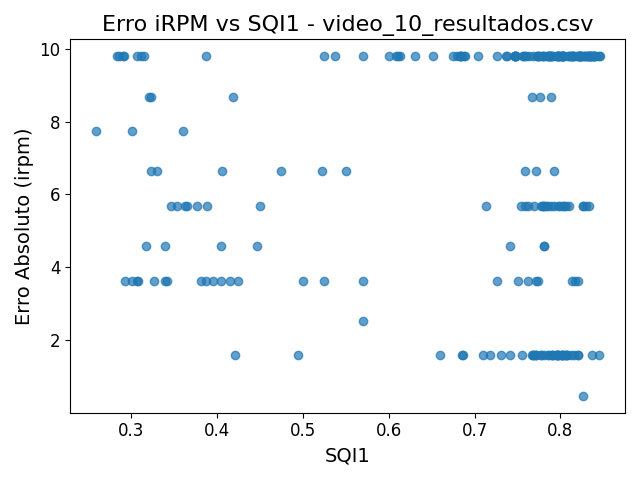 Erro iRPM vs SQI1 - video_10_resultados.csv
Erro Absoluto (irpm)
10
8
6
4
2
0.3 0.4 0.5 0.6 0.7 0.8
SQI1